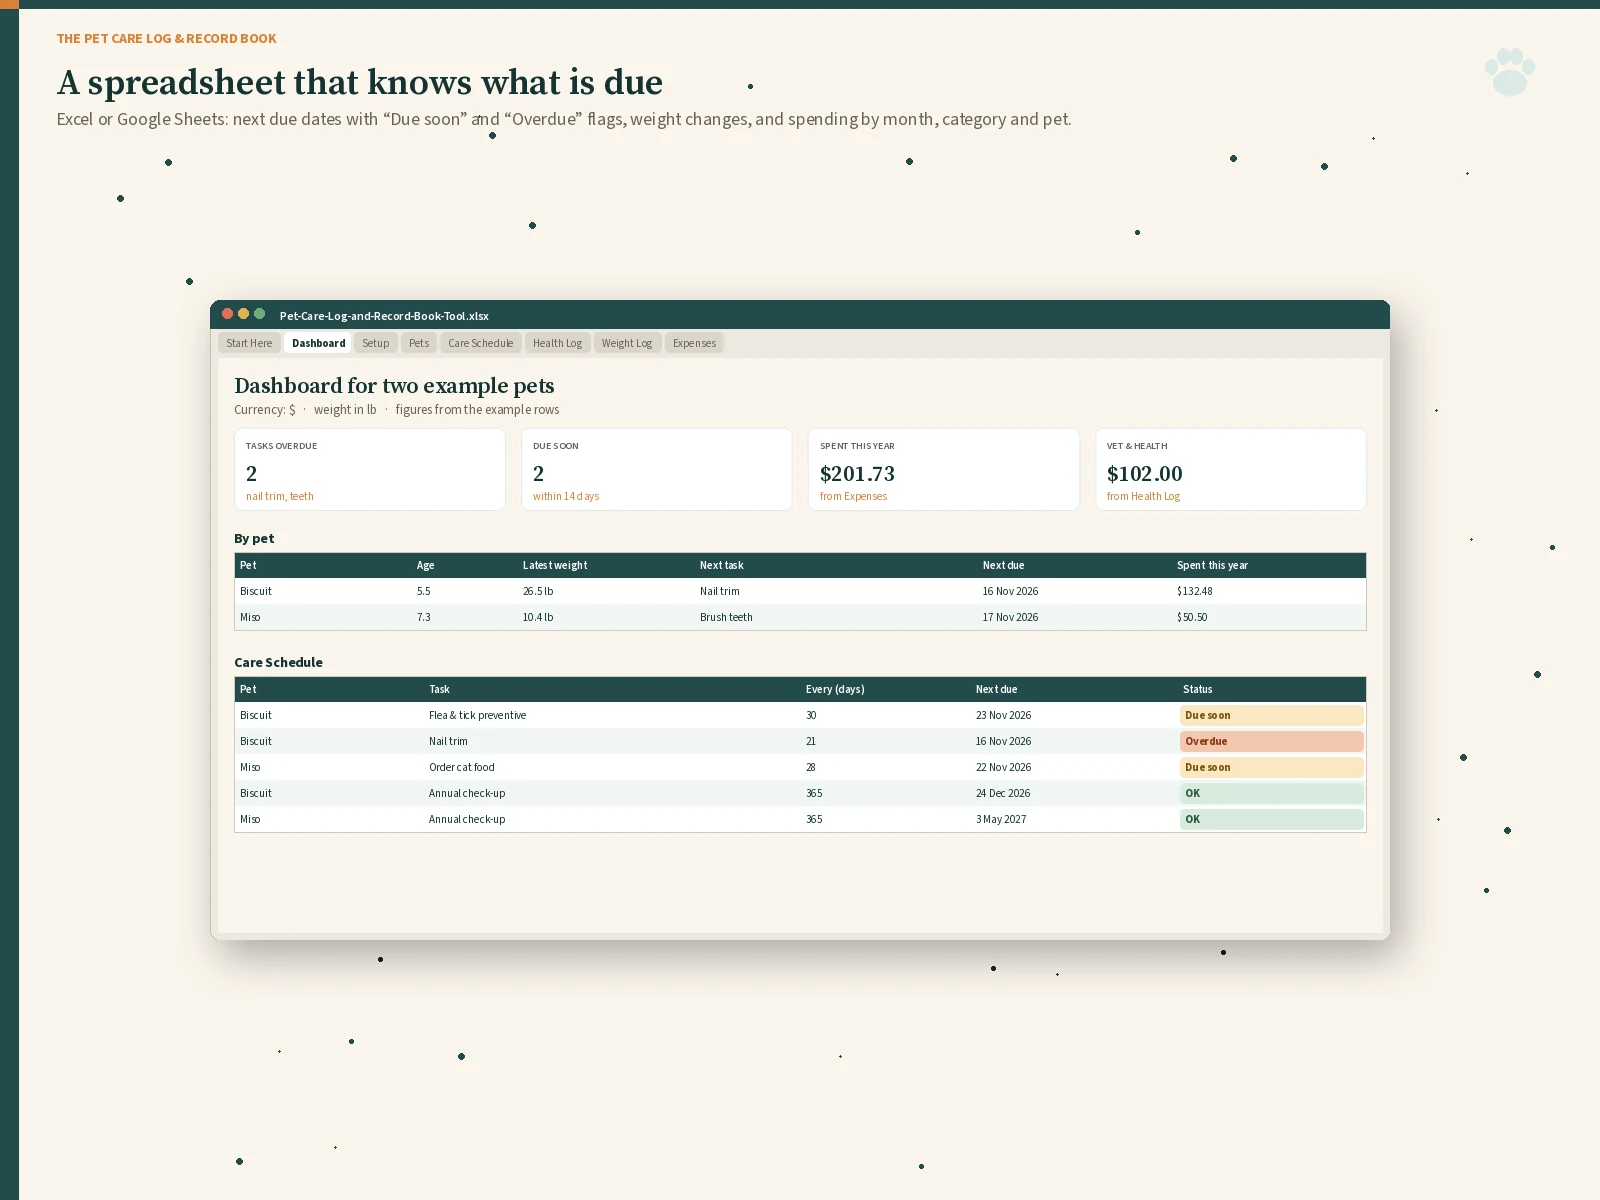 THE PET CARE LOG & RECORD BOOK
A spreadsheet that knows what is due
Excel or Google Sheets: next due dates with “Due soon” and “Overdue” flags, weight changes, and spending by month, category and pet.
Pet-Care-Log-and-Record-Book-Tool.xlsx
Start Here Dashboard Setup Pets Care Schedule Health Log Weight Log Expenses
Dashboard for two example pets
Currency: $ · weight in lb · figures from the example rows
TASKS OVERDUE DUE SOON SPENT THIS YEAR VET & HEALTH
2 2 $201.73 $102.00
nail trim, teeth within 14 days from Expenses from Health Log
By pet
Pet Age Latest weight Next task Next due Spent this year
Biscuit 5.5 26.5 lb Nail trim 16 Nov 2026 $132.48
Miso 7.3 10.4 lb Brush teeth 17 Nov 2026 $50.50
Care Schedule
Pet Task Every (days) Next due Status
Biscuit Flea & tick preventive 30 23 Nov 2026 Due soon
Biscuit Nail trim 21 16 Nov 2026 Overdue
Miso Order cat food 28 22 Nov 2026 Due soon
Biscuit Annual check-up 365 24 Dec 2026 OK
Miso Annual check-up 365 3 May 2027 OK